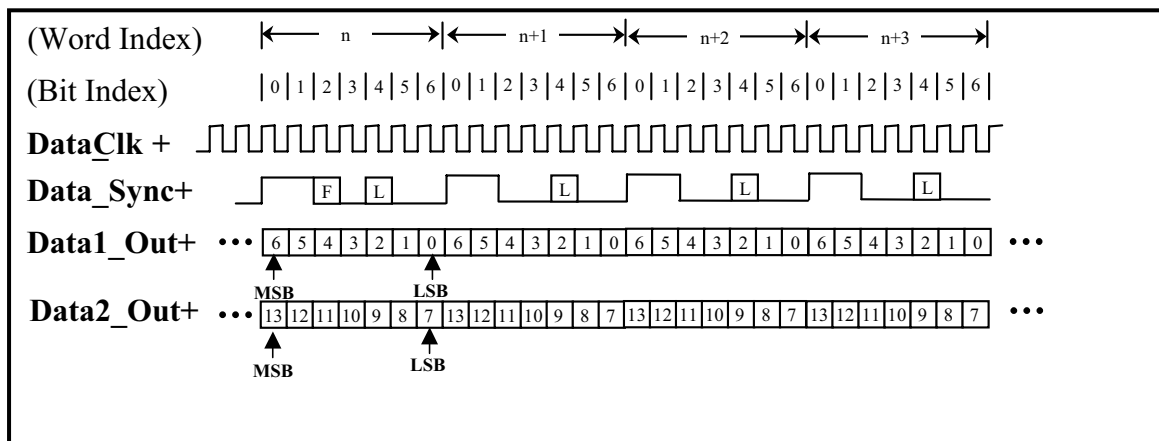 (Word Index) n n+1 n+2 n+3
(Bit Index) 0 1 2 3 4 5 6 0 1 2 3 4 5 6 0 1 2 3 4 5 6 0 1 2 3 4 5 6
DataClk +
Data_Sync+ F L L L L
Data1_Out+ ••• 6 5 4 3 2 1 0 6 5 4 3 2 1 0 6 5 4 3 2 1 0 6 5 4 3 2 1 0 •••
MSB LSB
Data2_Out+ ••• 13 12 11 10 9 8 7 13 12 11 10 9 8 7 13 12 11 10 9 8 7 13 12 11 10 9 8 7 •••
MSB LSB